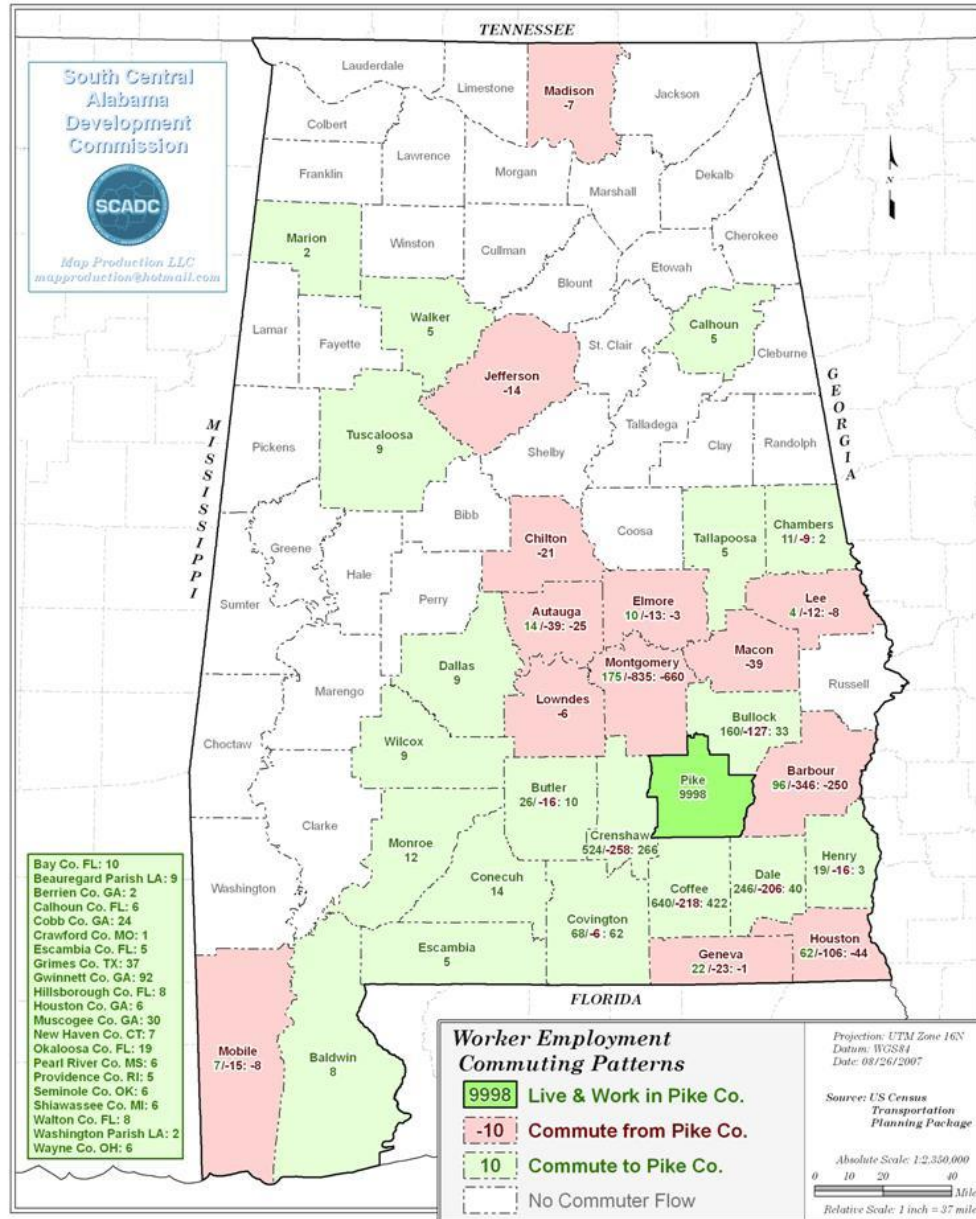 TENNESSEE
South Central
Alabama
Development
Commission
SCADC
Map Production LLC
mapproduction@hotmail.com
Lauderdale
Limestone
Madison
-7
Jackson
Colbert
Lawrence
Franklin
Morgan
Marshall
Dekalb
N
Marion
2
Winston
Cullman
Cherokee
Etowah
Blount
Walker
5
Calhoun
5
Lamar
Fayette
St. Clair
Cleburne
Jefferson
-14
GEORGIA
MISSISSIPPI
Tuscaloosa
9
Talladega
Pickens
Shelby
Clay
Randolph
Bibb
Coosa
Chambers
11/-9: 2
Chilton
-21
Tallapoosa
5
Greene
Hale
Perry
Lee
4/-12: -8
Sumter
Autauga
14/-39: -25
Elmore
10/-13: -3
Macon
-39
Dallas
9
Montgomery
175/-835: -660
Russell
Marengo
Lowndes
-6
Bullock
160/-127: 33
Choctaw
Wilcox
9
Pike
9998
Barbour
96/-346: -250
Butler
26/-16: 10
Clarke
Crenshaw
524/-258: 266
Monroe
12
Henry
19/-16: 3
Washington
Conecuh
14
Coffee
640/-218: 422
Dale
246/-206: 40
Covington
68/-6 : 62
Escambia
5
Geneva
22 /-23: -1
Houston
62/-106: -44
FLORIDA
Mobile
7/-15: -8
Baldwin
8
Bay Co. FL: 10
Beauregard Parish LA: 9
Berrien Co. GA: 2
Calhoun Co. FL: 6
Cobb Co. GA: 24
Crawford Co. MO: 1
Escambia Co. FL: 5
Grimes Co. TX: 37
Gwinnett Co. GA: 92
Hillsborough Co. FL: 8
Houston Co. GA: 6
Muscogee Co. GA: 30
New Haven Co. CT: 7
Okaloosa Co. FL: 19
Pearl River Co. MS: 6
Providence Co. RI: 5
Seminole Co. OK: 6
Shiawassee Co. MI: 6
Walton Co. FL: 8
Washington Parish LA: 2
Wayne Co. OH: 6
Worker Employment
Commuting Patterns
9998 Live & Work in Pike Co.
-10 Commute from Pike Co.
10 Commute to Pike Co.
No Commuter Flow
Projection: UTM Zone 16N
Datum: WGS84
Date: 08/26/2007
Source: US Census
Transportation
Planning Package
Absolute Scale: 1:2,350,000
0 10 20 40
Mile
Relative Scale: 1 inch = 37 mile